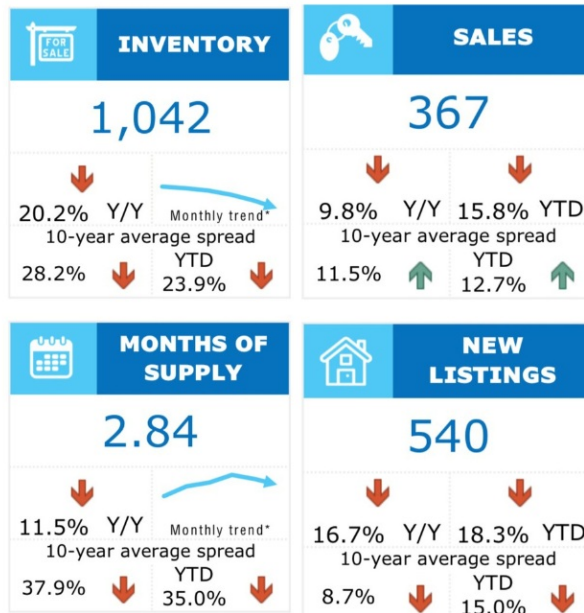 FOR
SALE
INVENTORY
1,042
20.2% Y/Y Monthly trend*
10-year average spread
28.2% YTD
23.9%
SALES
367
9.8% Y/Y 15.8% YTD
10-year average spread
11.5% YTD
12.7%
MONTHS OF
SUPPLY
2.84
11.5% Y/Y Monthly trend*
10-year average spread
37.9% YTD
35.0%
NEW
LISTINGS
540
16.7% Y/Y 18.3% YTD
10-year average spread
8.7% YTD
15.0%